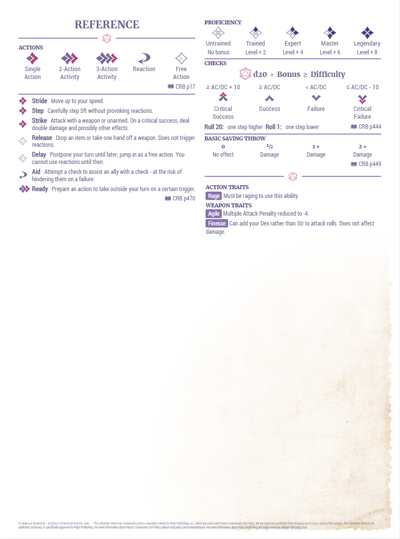 REFERENCE
ACTIONS
Single Action
2-Action Activity
3-Action Activity
Reaction
Free Action
CRB p17
Stride Move up to your speed.
Step Carefully step 5ft without provoking reactions.
Strike Attack with a weapon or unarmed. On a critical success, deal
double damage and possibly other effects.
Release Drop an item or take one hand off a weapon. Does not trigger
reactions.
Delay Postpone your turn until later; jump in as a free action. You
cannot use reactions until then.
Aid Attempt a check to assist an ally with a check - at the risk of
hindering them on a failure.
Ready Prepare an action to take outside your turn on a certain trigger
CRB p470
PROFICIENCY
Untrained Trained Expert Master Legendary
No bonus Level + 2 Level + 4 Level + 6 Level + 8
CHECKS
d20 + Bonus ≥ Difficulty
≥ AC/DC + 10 ≥ AC/DC < AC/DC ≤ AC/DC - 10
Critical Success
Success
Failure
Critical Failure
Roll 20: one step higher Roll 1: one step lower CRB p444
BASIC SAVING THROW
0 ½ 1 × 2 ×
No effect Damage Damage Damage
CRB p449
ACTION TRAITS
Rage Must be raging to use this ability
WEAPON TRAITS
Agile Multiple Attack Penalty reduced to -4.
Finesse Can add your Dex rather than Str to attack rolls. Does not affect
damage.